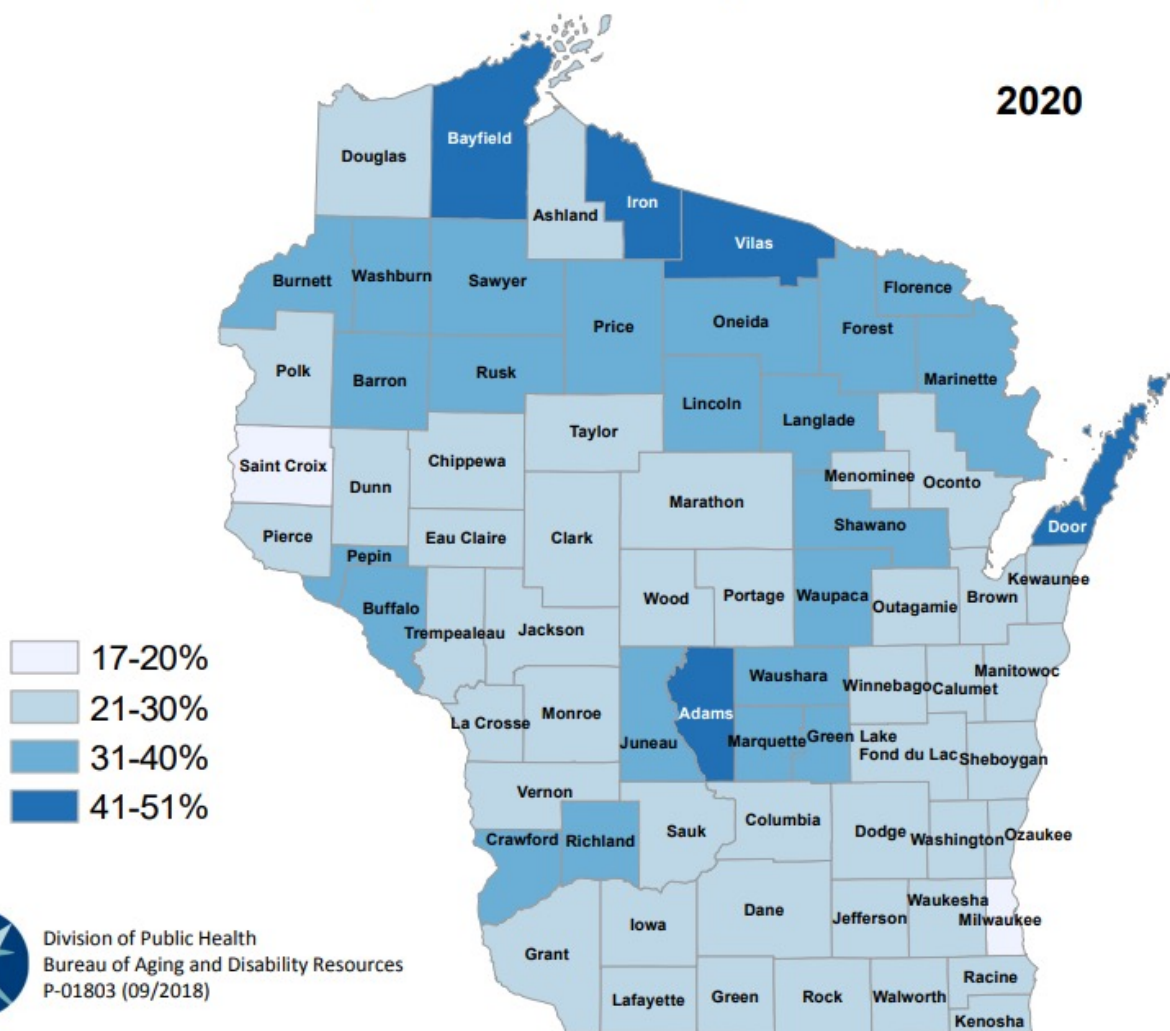 2020
Bayfield
Douglas
Iron
Ashland
Vilas
Burnett
Washburn
Sawyer
Florence
Price
Oneida
Forest
Polk
Barron
Rusk
Marinette
Lincoln
Langlade
Taylor
Saint Croix
Chippewa
Dunn
Menominee
Oconto
Marathon
Shawano
Door
Pierce
Eau Claire
Clark
Pepin
Kewaunee
Wood
Portage
Waupaca
Outagamie
Brown
Buffalo
Trempealeau
Jackson
17-20%
Waushara
Winnebago
Calumet
Manitowoc
21-30%
La Crosse
Monroe
Adams
Juneau
Marquette
Green Lake
Fond du Lac
Sheboygan
31-40%
Vernon
41-51%
Columbia
Crawford
Richland
Sauk
Dodge
Washington
Ozaukee
Waukesha
Milwaukee
Dane
Jefferson
Iowa
Grant
Division of Public Health
Bureau of Aging and Disability Resources
P-01803 (09/2018)
Racine
Lafayette
Green
Rock
Walworth
Kenosha